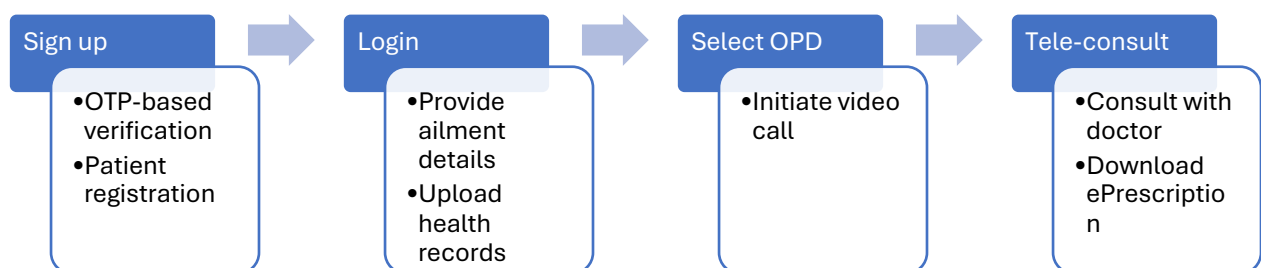 Sign up
•OTP-based
verification
•Patient
registration
Login
•Provide
ailment
details
•Upload
health
records
Select OPD
•Initiate video
call
Tele-consult
•Consult with
doctor
•Download
ePrescriptio
n